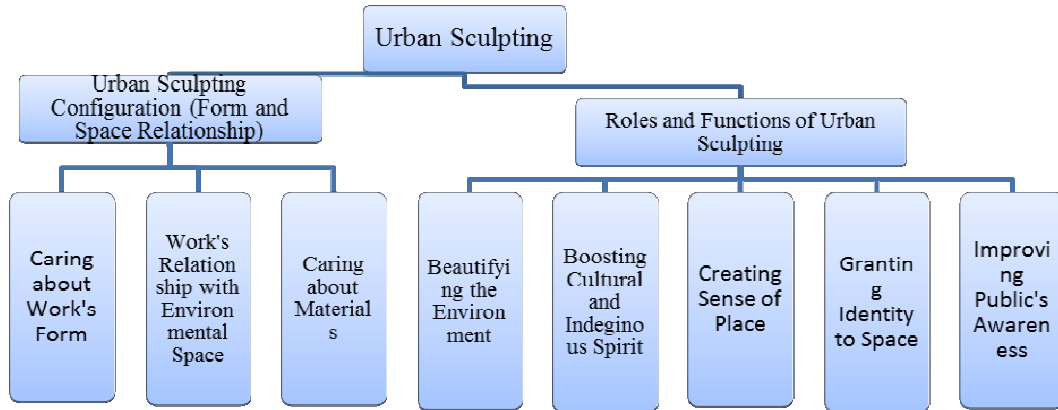 Urban Sculpting
Urban Sculpting
Configuration (Form and
Space Relationship)
Roles and Functions of Urban
Sculpting
Caring
about
Work's
Form
Work's
Relation
ship with
Environ
mental
Space
Caring
about
Material
s
Beautifyi
ng the
Environ
ment
Boosting
Cultural
and
Indegino
us Spirit
Creating
Sense of
Place
Grantin
g
Identity
to Space
Improvi
ng
Public's
Awaren
ess